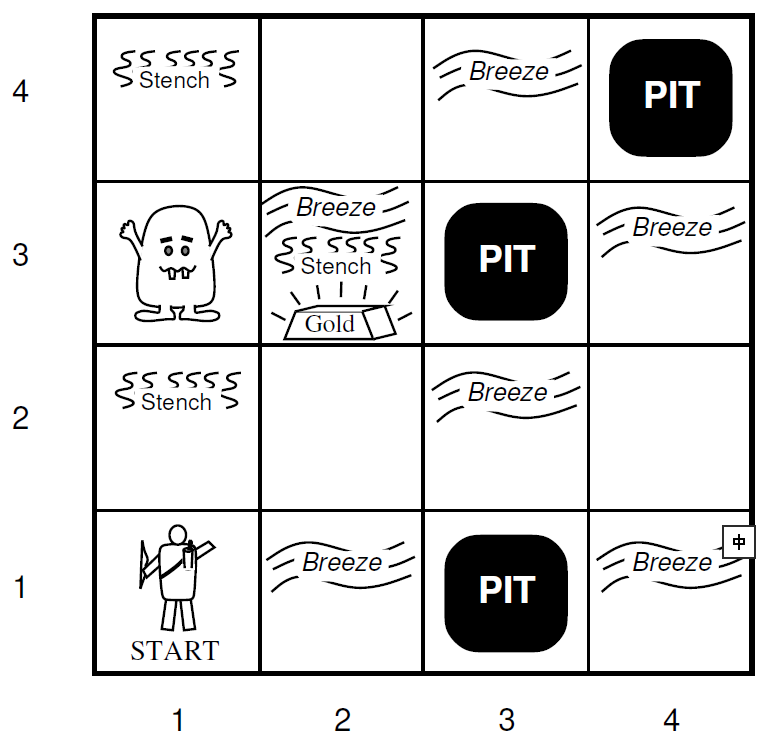 4
Stench
Breeze
PIT
3
Breeze
Stench
Gold
PIT
Breeze
2
Stench
Breeze
1
START
Breeze
PIT
Breeze
中
1 2 3 4